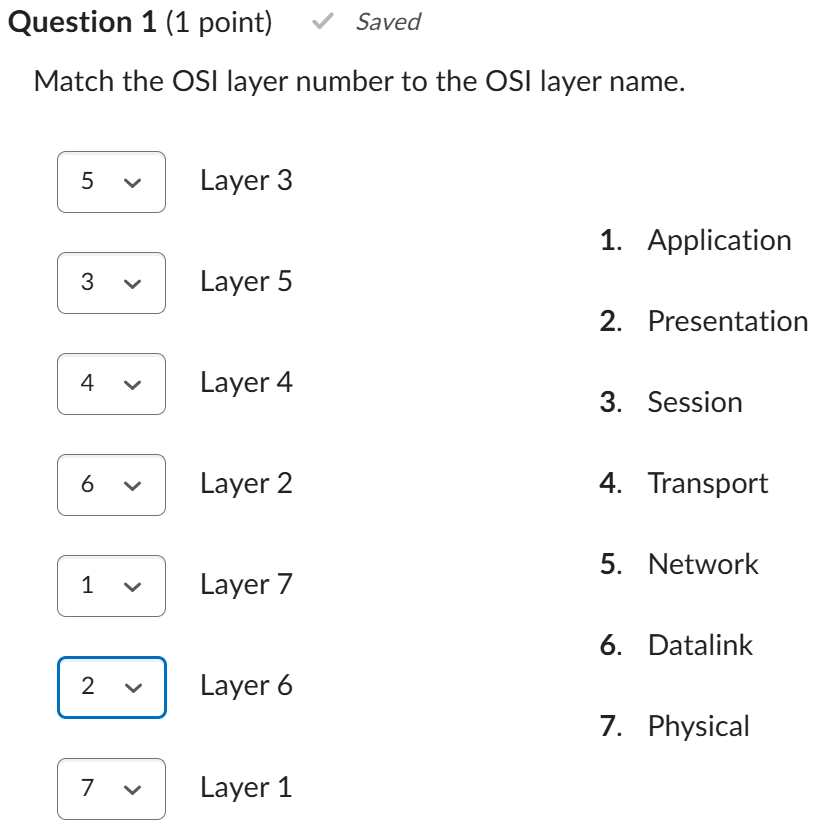 Question 1 (1 point) Saved
Match the OSI layer number to the OSI layer name.
5 Layer 3
3 Layer 5
4 Layer 4
6 Layer 2
1 Layer 7
2 Layer 6
7 Layer 1
1. Application
2. Presentation
3. Session
4. Transport
5. Network
6. Datalink
7. Physical